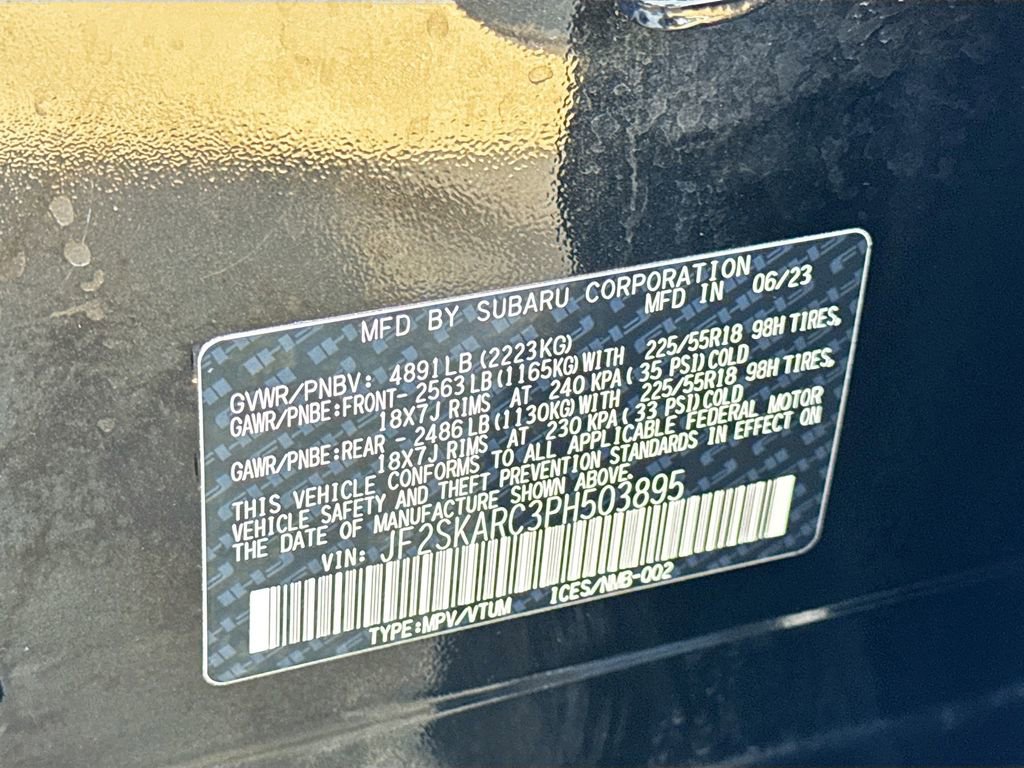 MFD BY SUBARU CORPORATION
MFD IN 06/23
GVWR/PNBV: 4891LB(2223KG)
GAWR/PNBE:FRONT-2563LB(1165KG)WITH 225/55R18 98H TIRES,
18X7J RIMS AT 240 KPA( 35 PSI)COLD
GAWR/PNBE:REAR -2486LB(1130KG)WITH 225/55R18 98H TIRES,
18X7J RIMS AT 230 KPA( 33 PSI)COLD
THIS VEHICLE CONFORMS TO ALL APPLICABLE FEDERAL MOTOR
VEHICLE SAFETY AND THEFT PREVENTION STANDARDS IN EFFECT ON
THE DATE OF MANUFACTURE SHOWN ABOVE.
VIN: JF2SKARC3PH503895
TYPE:MPV/VTUM ICES/NMB-002